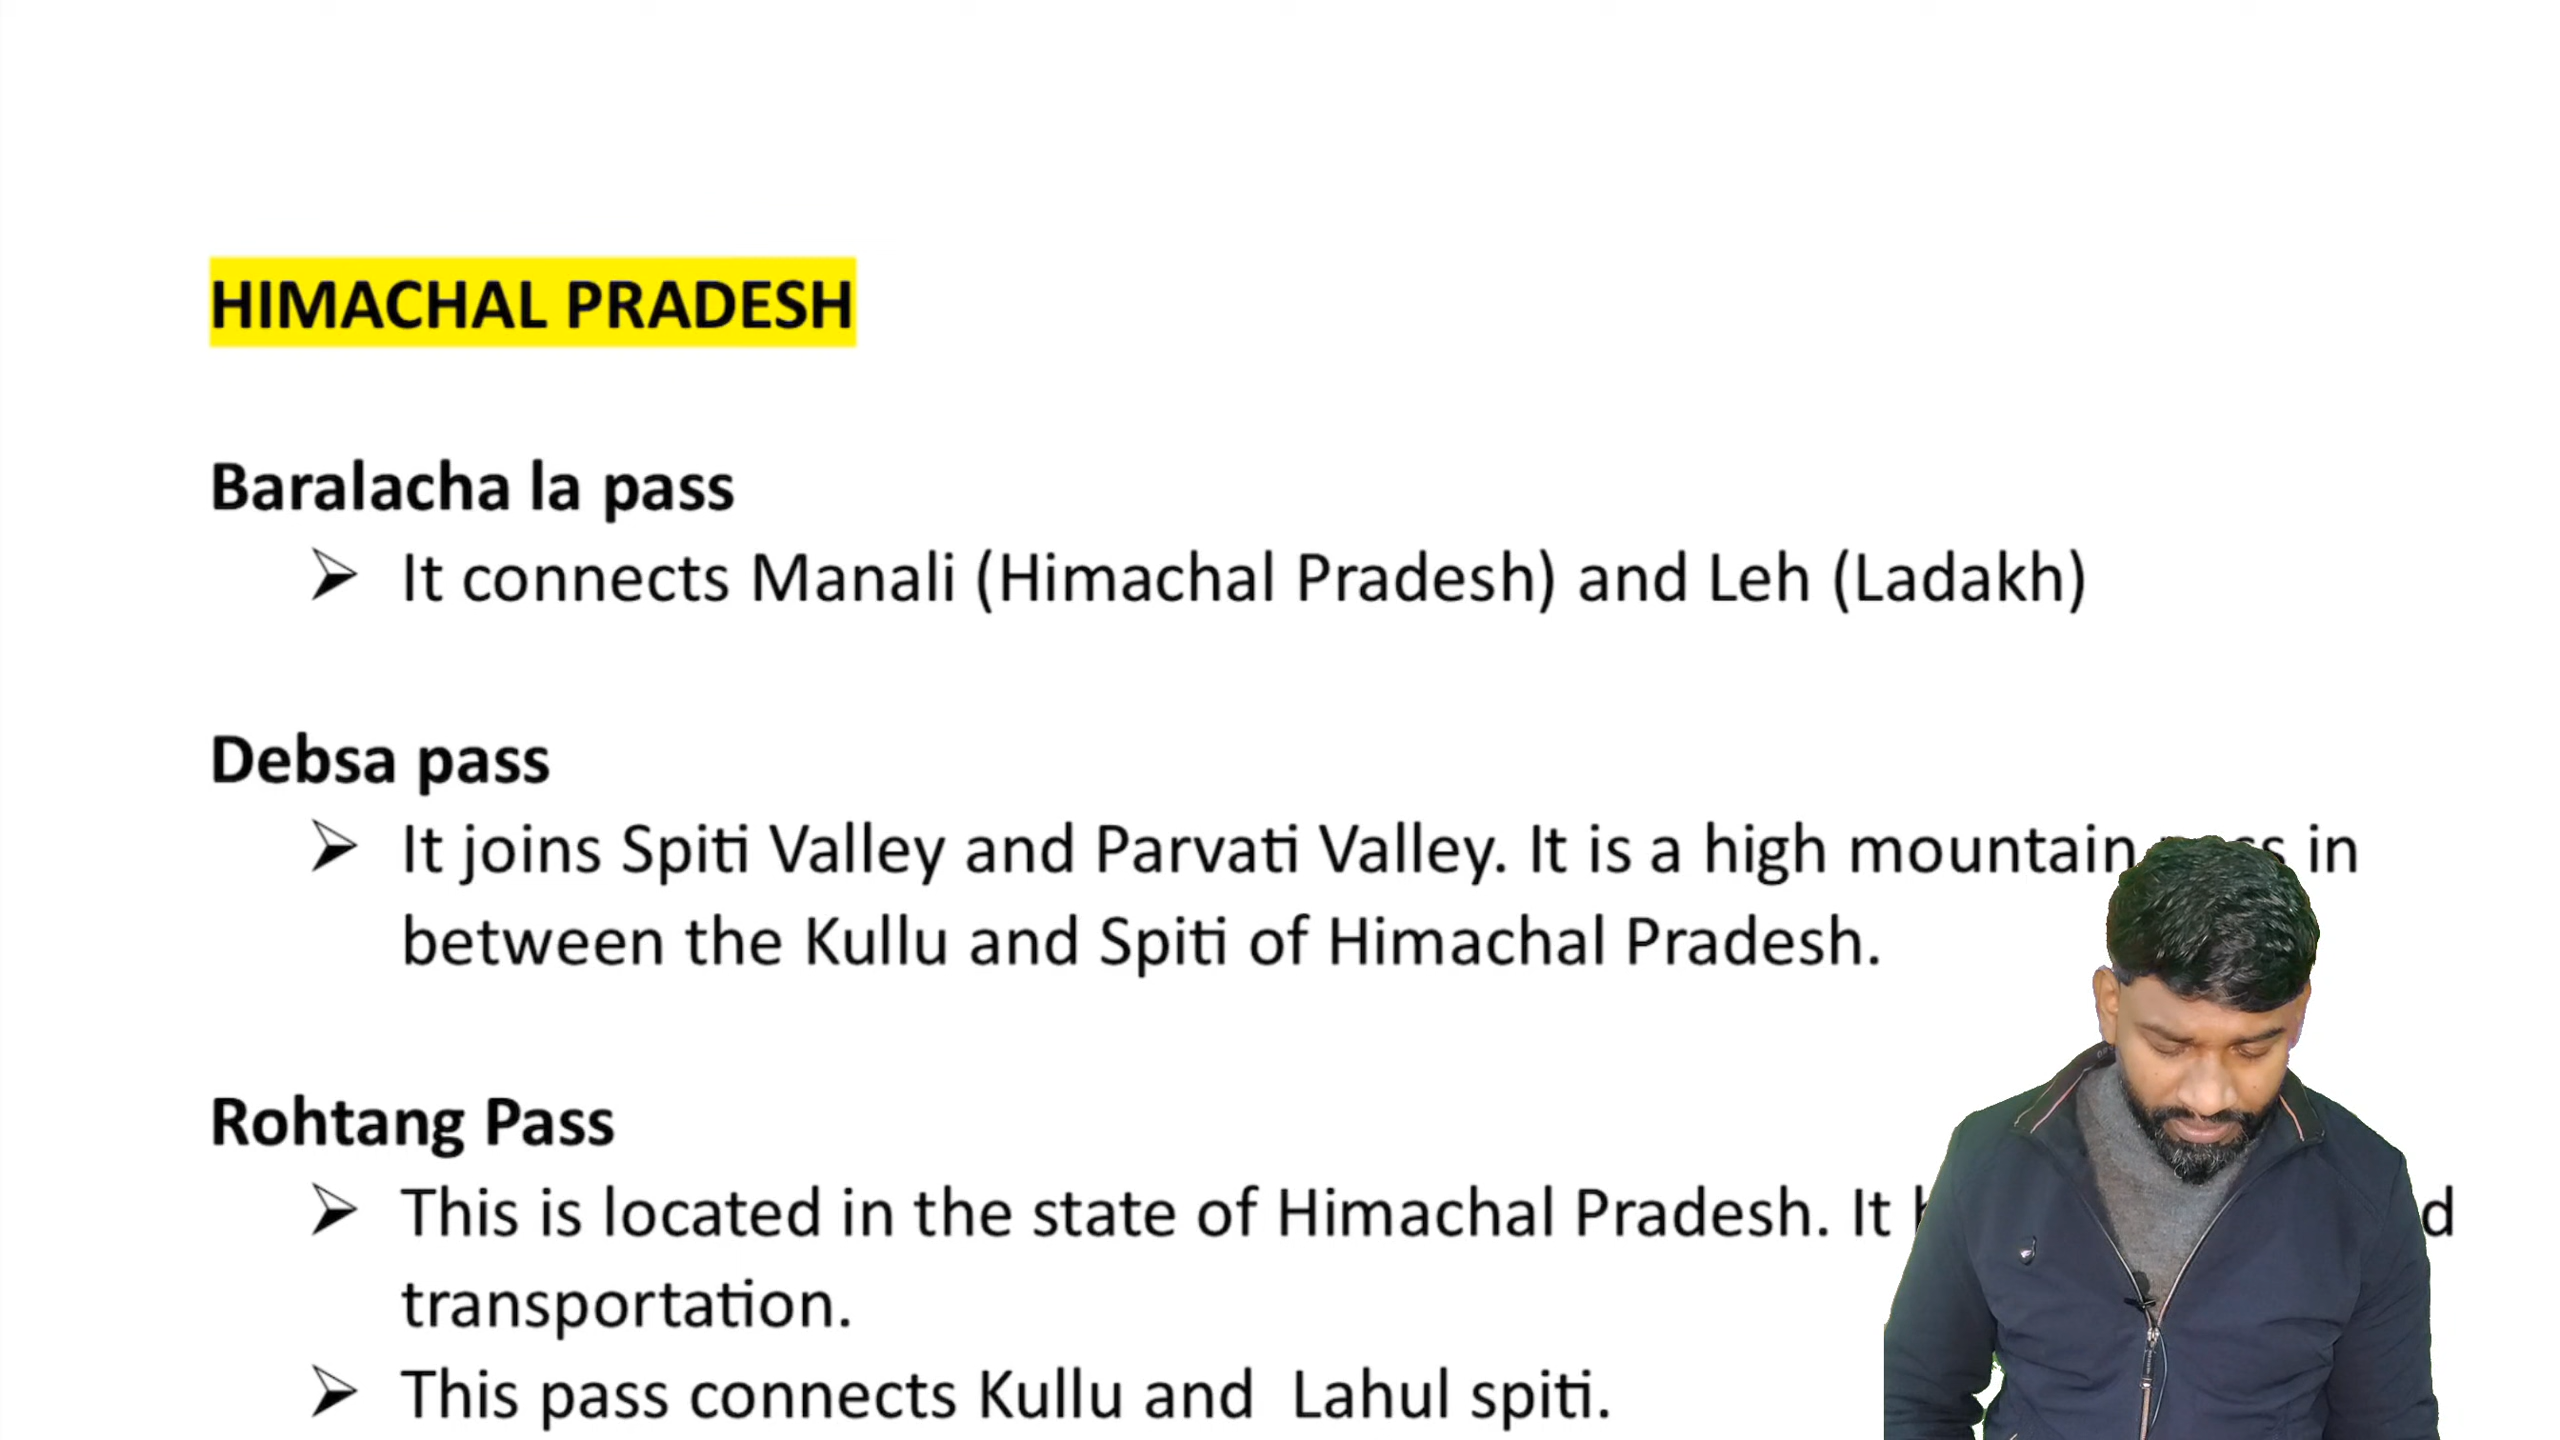 HIMACHAL PRADESH
Baralacha la pass
➢ It connects Manali (Himachal Pradesh) and Leh (Ladakh)
Debsa pass
➢ It joins Spiti Valley and Parvati Valley. It is a high mountain in
between the Kullu and Spiti of Himachal Pradesh.
Rohtang Pass
➢ This is located in the state of Himachal Pradesh. It
transportation.
➢ This pass connects Kullu and  Lahul spiti.